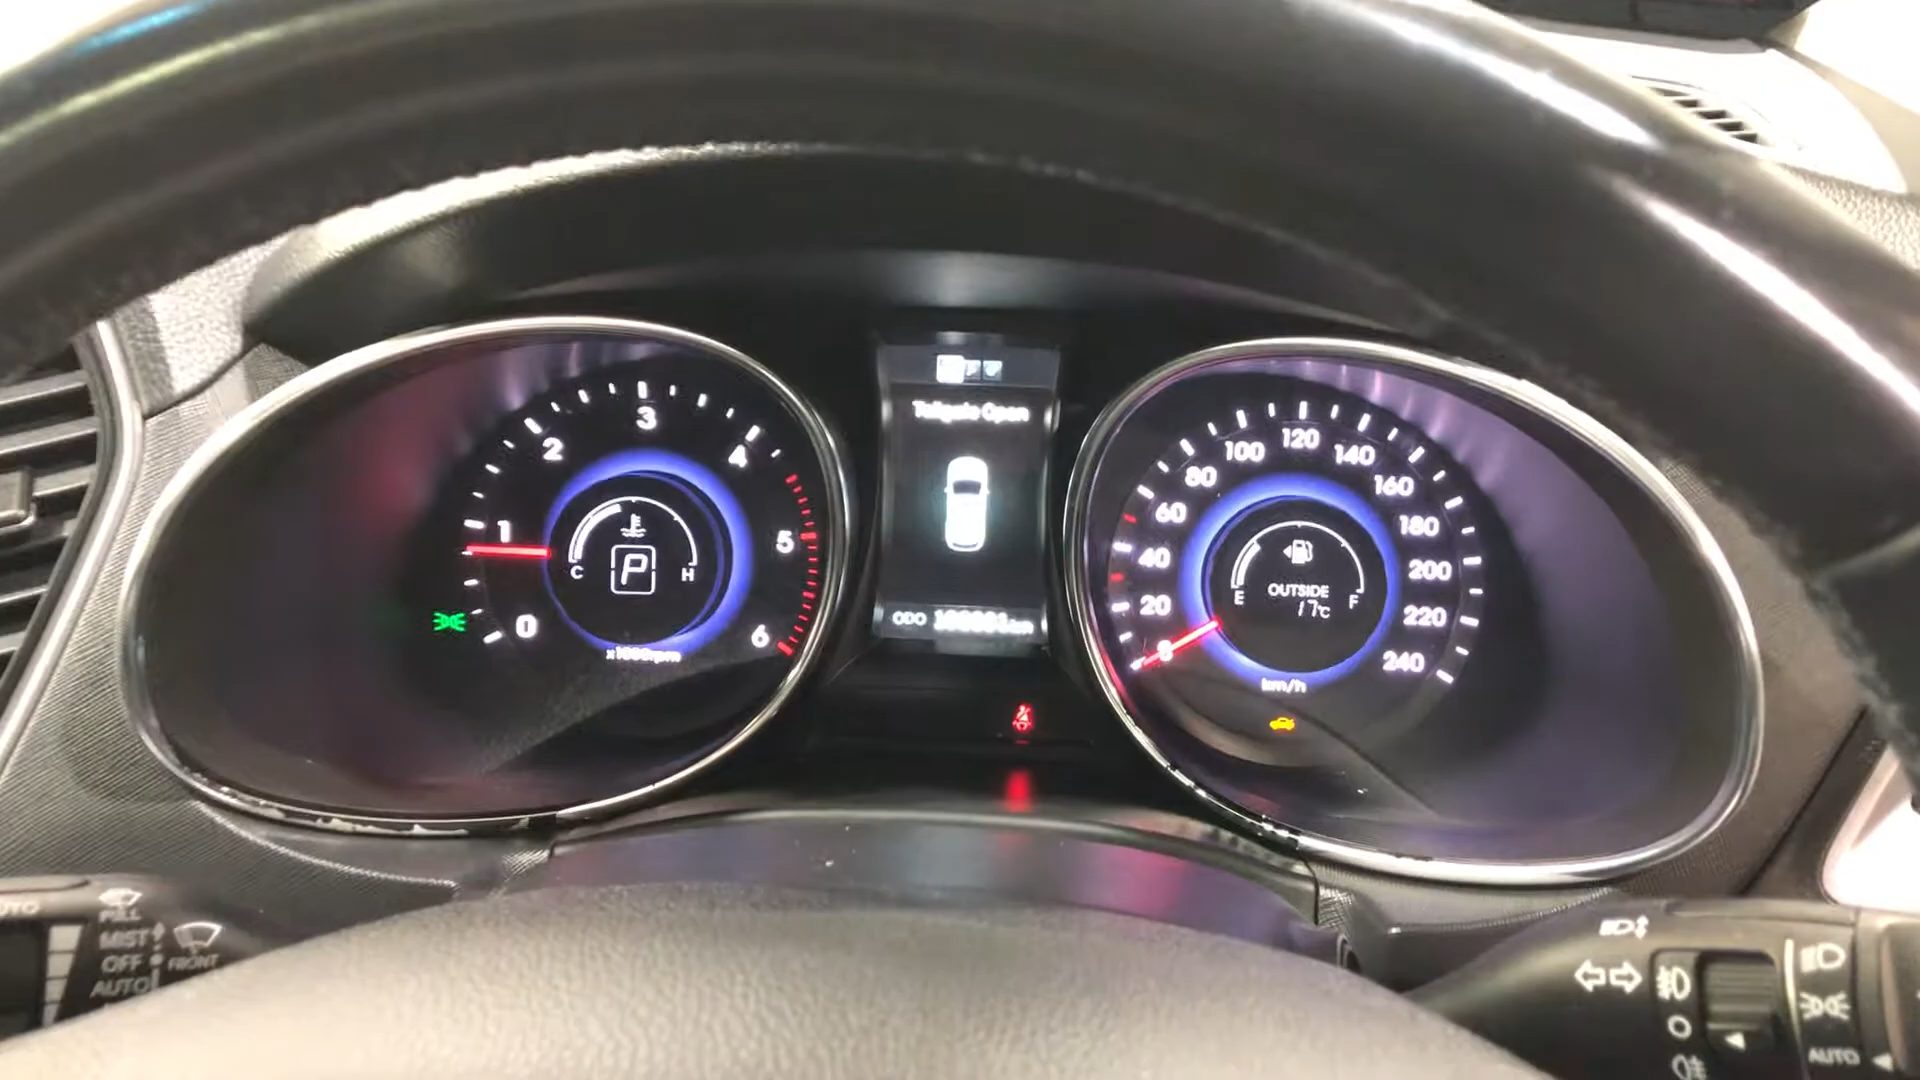 Tailgate Open
3
2
4
1
5
0
6
C
P
H
x1000rpm
ODO
km
120
100
140
80
160
60
180
40
200
20
220
0
240
OUTSIDE
E
17°C
F
km/h
AUTO
PULL
MIST
OFF
FRONT
AUTO
AUTO